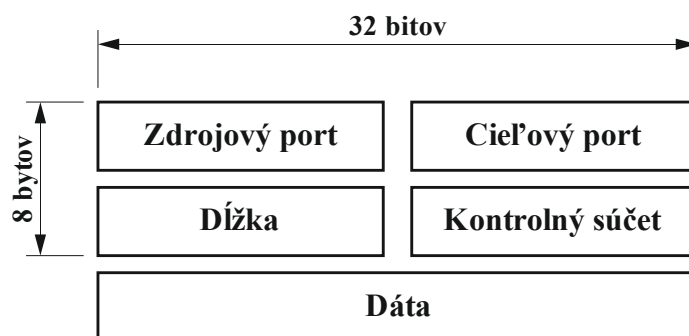 32 bitov
8 bytov
Zdrojový port
Cieľový port
Dĺžka
Kontrolný súčet
Dáta